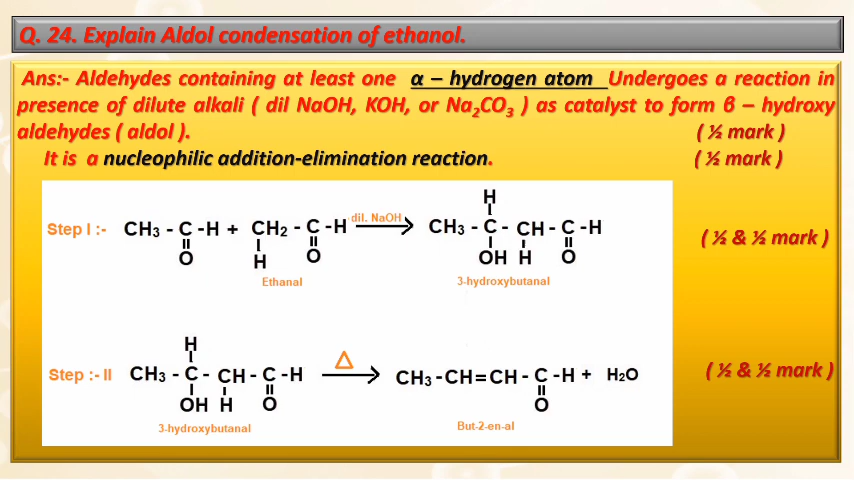 Q. 24. Explain Aldol condensation of ethanol.
Ans:- Aldehydes containing at least one α – hydrogen atom Undergoes a reaction in
presence of dilute alkali ( dil NaOH, KOH, or Na2CO3 ) as catalyst to form β – hydroxy
aldehydes ( aldol ). ( ½ mark )
It is a nucleophilic addition-elimination reaction. ( ½ mark )
H
Step I :- CH3 - C -H + CH2 - C -H dil. NaOH CH3 - C - CH - C -H ( ½ & ½ mark )
O H O OH H O
Ethanal 3-hydroxybutanal
H
Step :- II CH3 - C - CH - C -H Δ CH3 -CH=CH - C -H + H2O ( ½ & ½ mark )
OH H O O
3-hydroxybutanal But-2-en-al